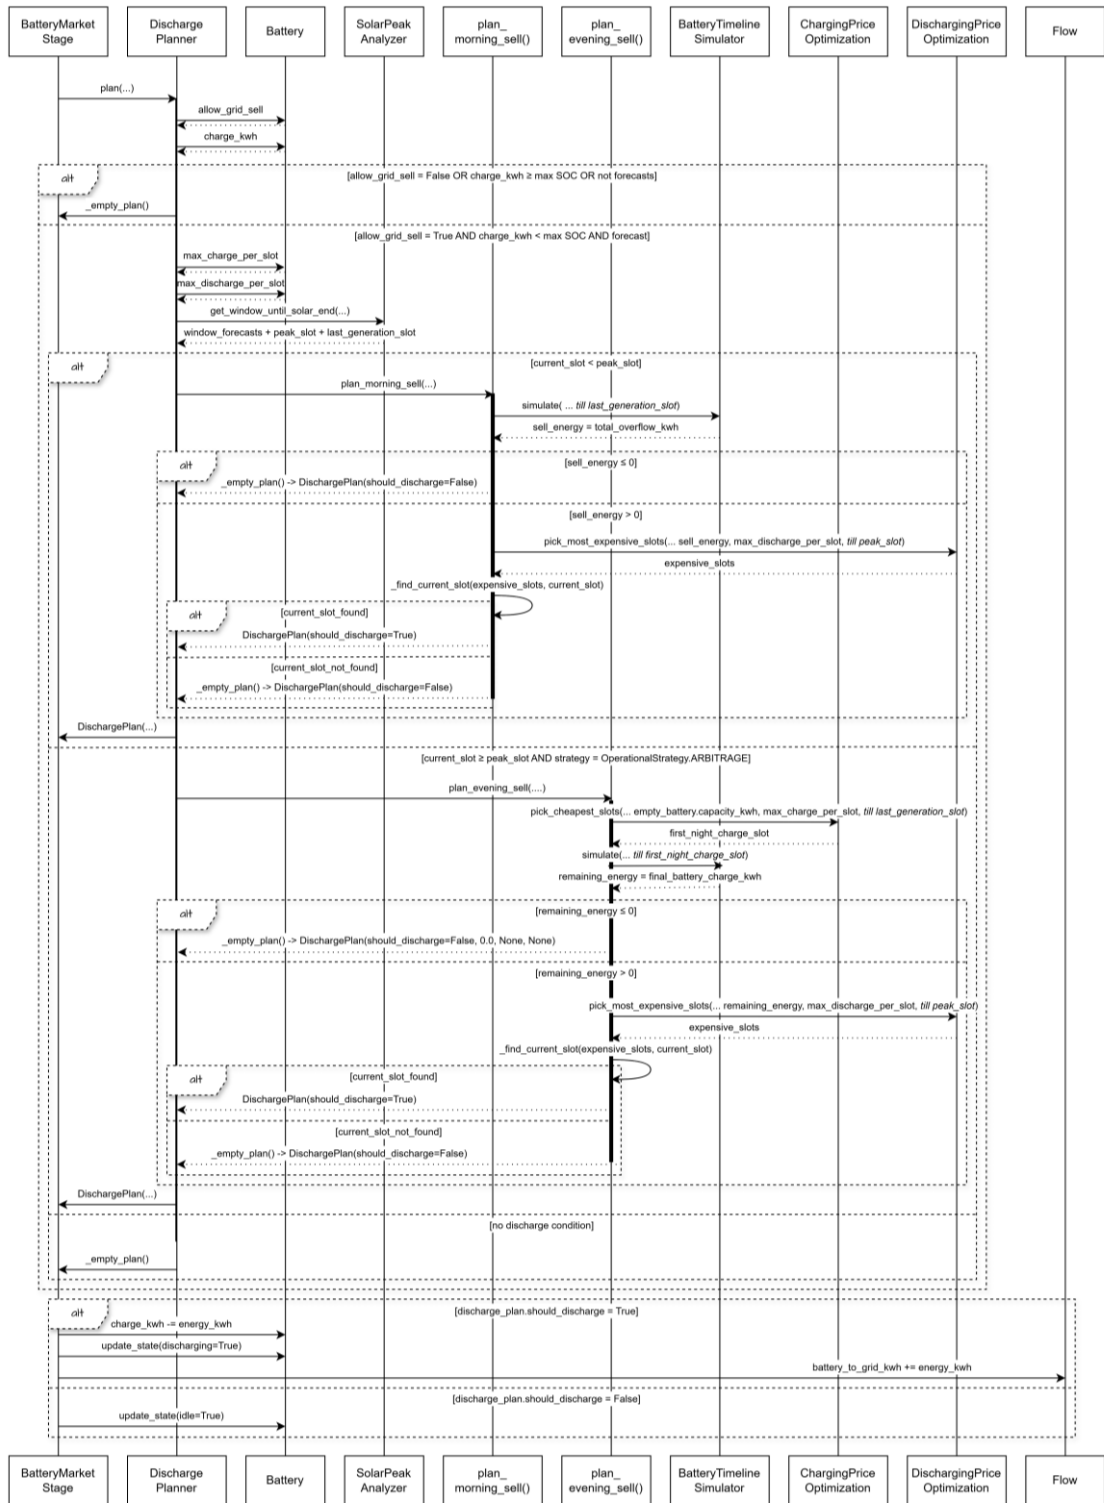 BatteryMarket
Stage
Discharge
Planner
Battery
SolarPeak
Analyzer
plan_
morning_sell()
plan_
evening_sell()
BatteryTimeline
Simulator
ChargingPrice
Optimization
DischargingPrice
Optimization
Flow
plan(...)
allow_grid_sell
charge_kwh
alt
[allow_grid_sell = False OR charge_kwh ≥ max SOC OR not forecasts]
_empty_plan()
[allow_grid_sell = True AND charge_kwh < max SOC AND forecast]
max_charge_per_slot
max_discharge_per_slot
get_window_until_solar_end(...)
window_forecasts + peak_slot + last_generation_slot
alt
[current_slot < peak_slot]
plan_morning_sell(...)
simulate( ... till last_generation_slot)
sell_energy = total_overflow_kwh
alt
[sell_energy ≤ 0]
_empty_plan() -> DischargePlan(should_discharge=False)
[sell_energy > 0]
pick_most_expensive_slots(... sell_energy, max_discharge_per_slot, till peak_slot)
expensive_slots
_find_current_slot(expensive_slots, current_slot)
alt
[current_slot_found]
DischargePlan(should_discharge=True)
[current_slot_not_found]
_empty_plan() -> DischargePlan(should_discharge=False)
DischargePlan(...)
[current_slot ≥ peak_slot AND strategy = OperationalStrategy.ARBITRAGE]
plan_evening_sell(....)
pick_cheapest_slots(... empty_battery.capacity_kwh, max_charge_per_slot, till last_generation_slot)
first_night_charge_slot
simulate(... till first_night_charge_slot)
remaining_energy = final_battery_charge_kwh
alt
[remaining_energy ≤ 0]
_empty_plan() -> DischargePlan(should_discharge=False, 0.0, None, None)
[remaining_energy > 0]
pick_most_expensive_slots(... remaining_energy, max_discharge_per_slot, till peak_slot)
expensive_slots
_find_current_slot(expensive_slots, current_slot)
alt
[current_slot_found]
DischargePlan(should_discharge=True)
[current_slot_not_found]
_empty_plan() -> DischargePlan(should_discharge=False)
DischargePlan(...)
[no discharge condition]
_empty_plan()
alt
[discharge_plan.should_discharge = True]
charge_kwh -= energy_kwh
update_state(discharging=True)
battery_to_grid_kwh += energy_kwh
[discharge_plan.should_discharge = False]
update_state(idle=True)
BatteryMarket
Stage
Discharge
Planner
Battery
SolarPeak
Analyzer
plan_
morning_sell()
plan_
evening_sell()
BatteryTimeline
Simulator
ChargingPrice
Optimization
DischargingPrice
Optimization
Flow